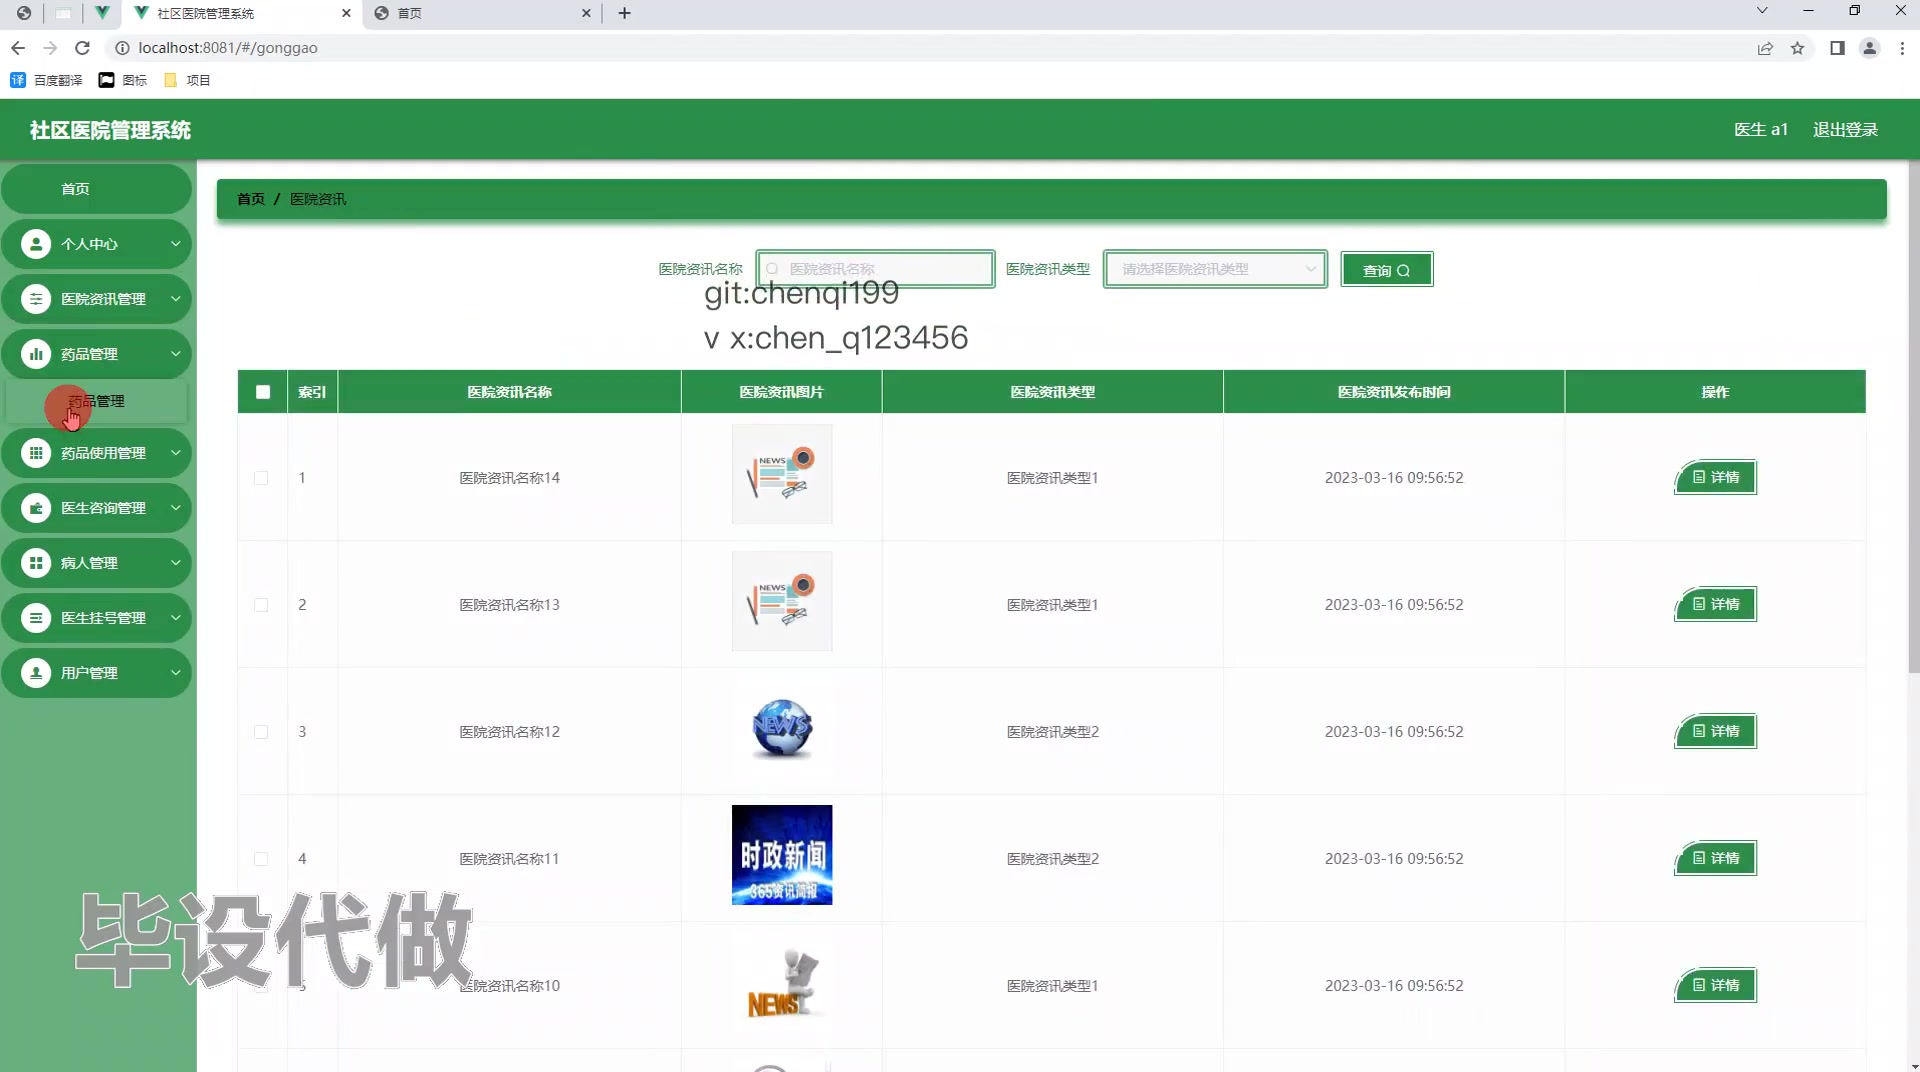 社区医院管理系统
首页
localhost:8081/#/gonggao
百度翻译
图标
项目
社区医院管理系统
医生 a1
退出登录
首页
个人中心
医院资讯管理
药品管理
药品管理
药品使用管理
医生咨询管理
病人管理
医生挂号管理
用户管理
首页 / 医院资讯
医院资讯名称
医院资讯名称
医院资讯类型
请选择医院资讯类型
查询
git:chenqi199
v x:chen_q123456
索引 医院资讯名称 医院资讯图片 医院资讯类型 医院资讯发布时间 操作
1 医院资讯名称14 NEWS 医院资讯类型1 2023-03-16 09:56:52 详情
2 医院资讯名称13 NEWS 医院资讯类型1 2023-03-16 09:56:52 详情
3 医院资讯名称12 NEWS 医院资讯类型2 2023-03-16 09:56:52 详情
4 医院资讯名称11 时政新闻 365资讯简报 医院资讯类型2 2023-03-16 09:56:52 详情
5 医院资讯名称10 NEWS 医院资讯类型1 2023-03-16 09:56:52 详情
毕设代做